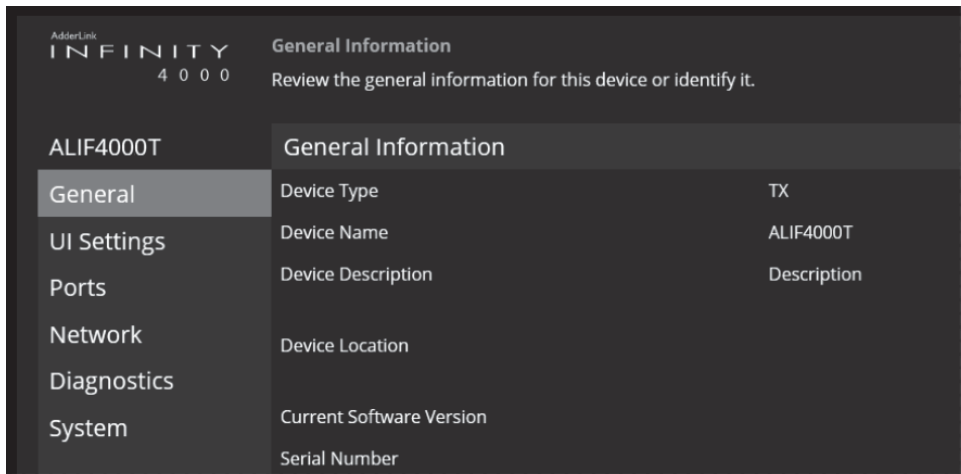 AdderLink
INFINITY
4000
General Information
Review the general information for this device or identify it.
ALIF4000T
General
UI Settings
Ports
Network
Diagnostics
System
General Information
Device Type TX
Device Name ALIF4000T
Device Description Description
Device Location
Current Software Version
Serial Number